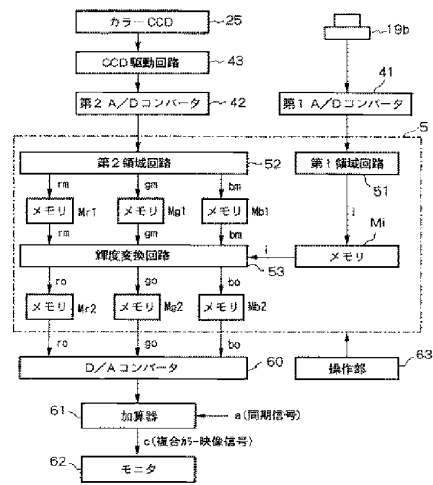 カラーCCD
25
19b
CCD駆動回路
43
41
第2 A/Dコンバータ
42
第1 A/Dコンバータ
5
第2領域回路
52
第1領域回路
51
rm
gm
bm
i
メモリ
Mr1
メモリ
Mg1
メモリ
Mb1
Mi
rm
gm
bm
輝度変換回路
53
i
メモリ
ro
go
bo
メモリ
Mr2
メモリ
Mg2
メモリ
Mb2
ro
go
bo
D/Aコンバータ
60
操作部
63
61
加算器
a(同期信号)
c(複合カラー映像信号)
62
モニタ